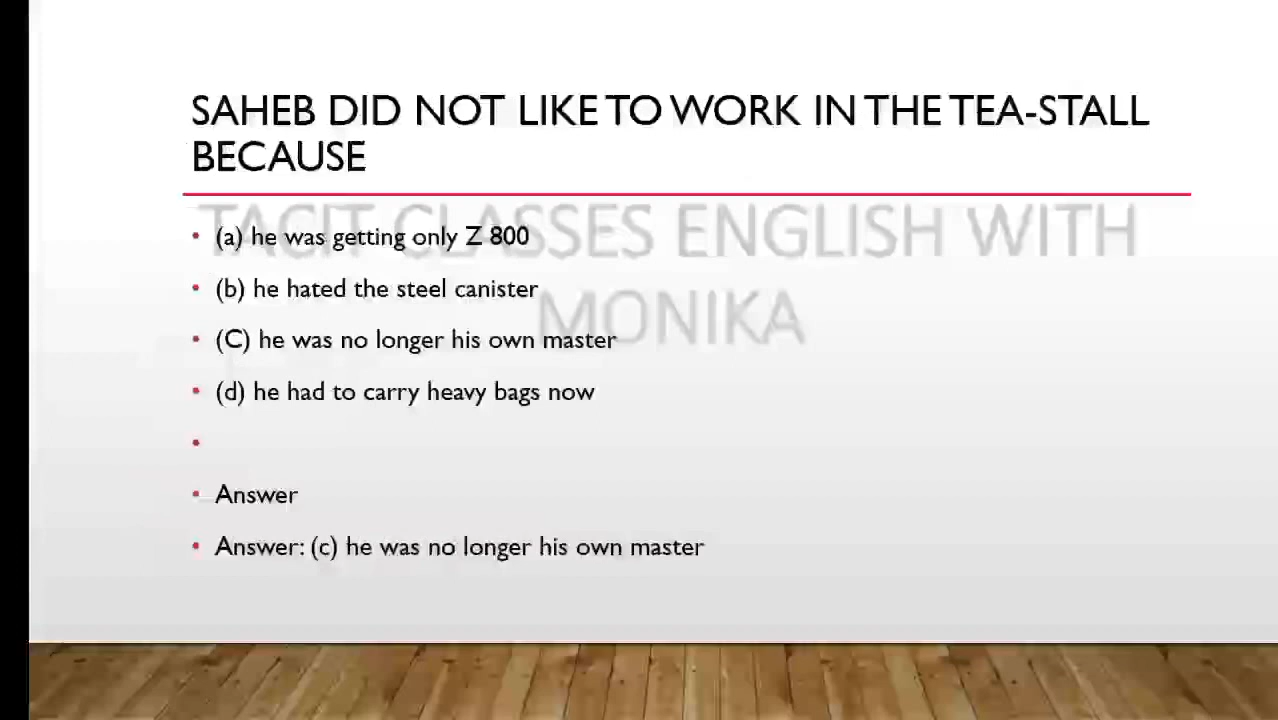 SAHEB DID NOT LIKE TO WORK IN THE TEA-STALL
BECAUSE
TACIT CLASSES ENGLISH WITH
MONIKA
• (a) he was getting only Z 800
• (b) he hated the steel canister
• (C) he was no longer his own master
• (d) he had to carry heavy bags now
•
• Answer
• Answer: (c) he was no longer his own master